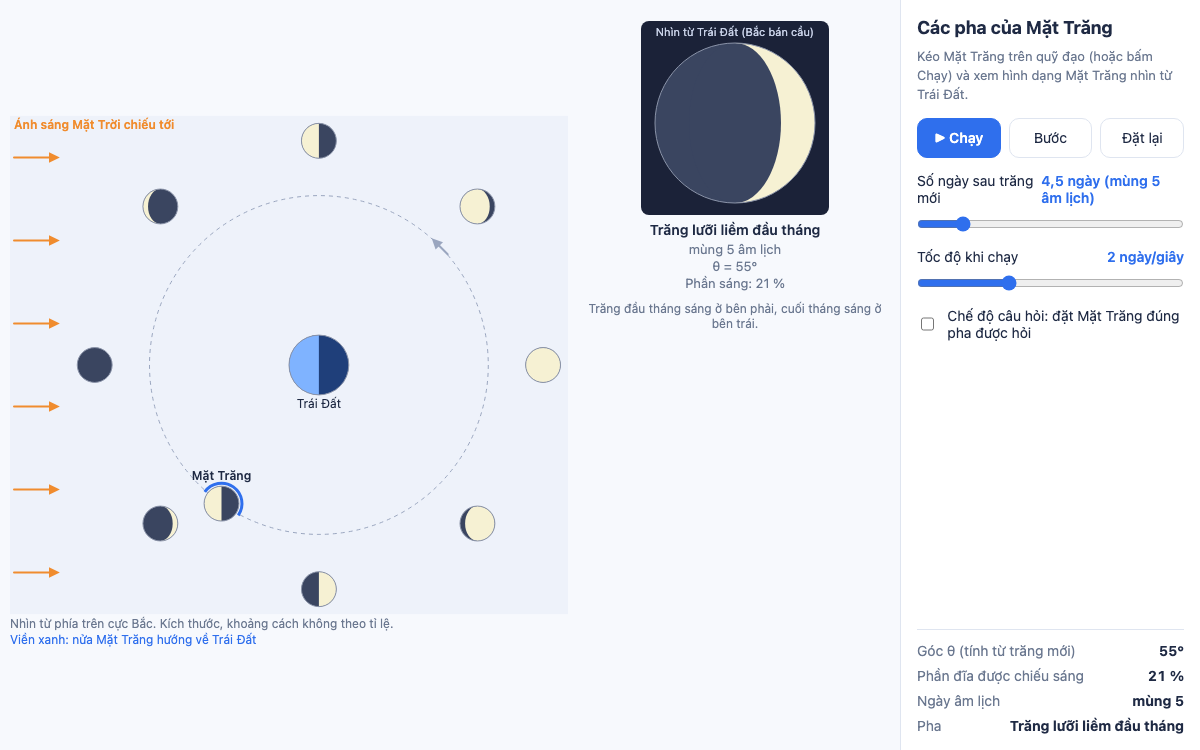 Ánh sáng Mặt Trời chiếu tới
Trái Đất
Mặt Trăng
Nhìn từ phía trên cực Bắc. Kích thước, khoảng cách không theo tỉ lệ.
Viền xanh: nửa Mặt Trăng hướng về Trái Đất
Nhìn từ Trái Đất (Bắc bán cầu)
Trăng lưỡi liềm đầu tháng
mùng 5 âm lịch
θ = 55°
Phần sáng: 21 %
Trăng đầu tháng sáng ở bên phải, cuối tháng sáng ở
bên trái.
Các pha của Mặt Trăng
Kéo Mặt Trăng trên quỹ đạo (hoặc bấm
Chạy) và xem hình dạng Mặt Trăng nhìn từ
Trái Đất.
▶ Chạy
Bước
Đặt lại
Số ngày sau trăng mới
4,5 ngày (mùng 5 âm lịch)
Tốc độ khi chạy
2 ngày/giây
Chế độ câu hỏi: đặt Mặt Trăng đúng
pha được hỏi
Góc θ (tính từ trăng mới) 55°
Phần đĩa được chiếu sáng 21 %
Ngày âm lịch mùng 5
Pha Trăng lưỡi liềm đầu tháng